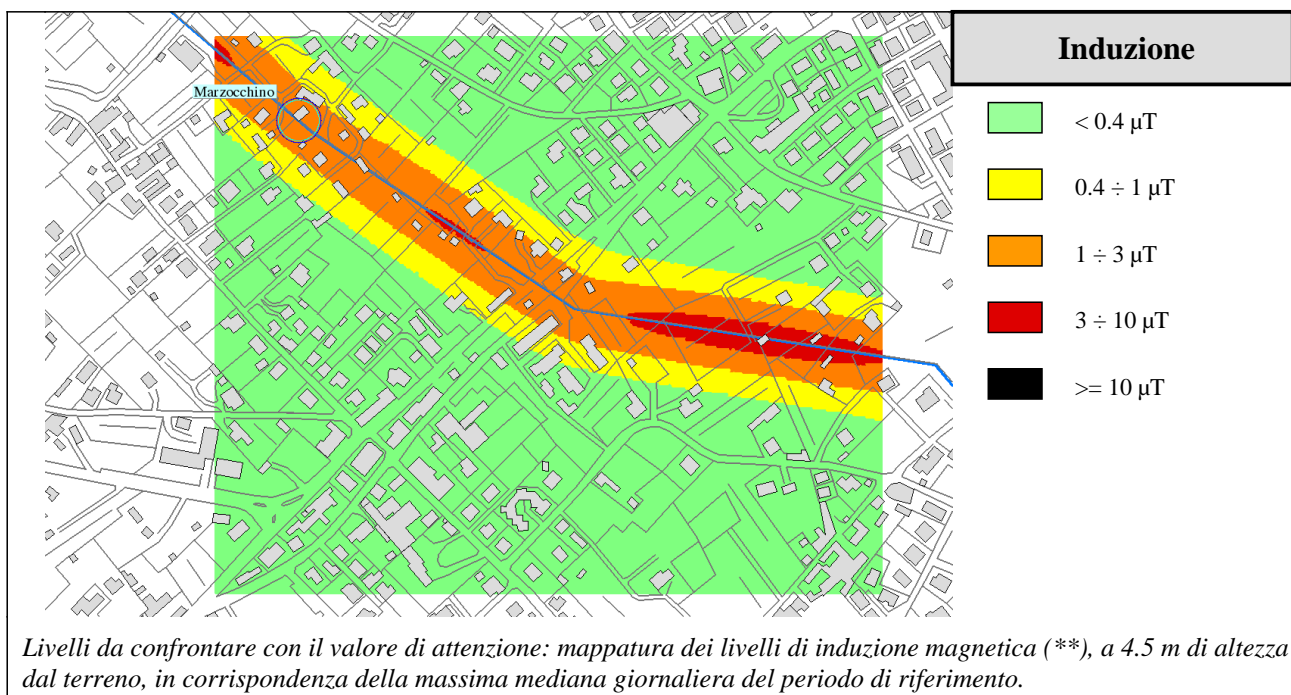 Induzione
Marzocchino
< 0.4 µT
0.4 ÷ 1 µT
1 ÷ 3 µT
3 ÷ 10 µT
>= 10 µT
Livelli da confrontare con il valore di attenzione: mappatura dei livelli di induzione magnetica (**), a 4.5 m di altezza
dal terreno, in corrispondenza della massima mediana giornaliera del periodo di riferimento.